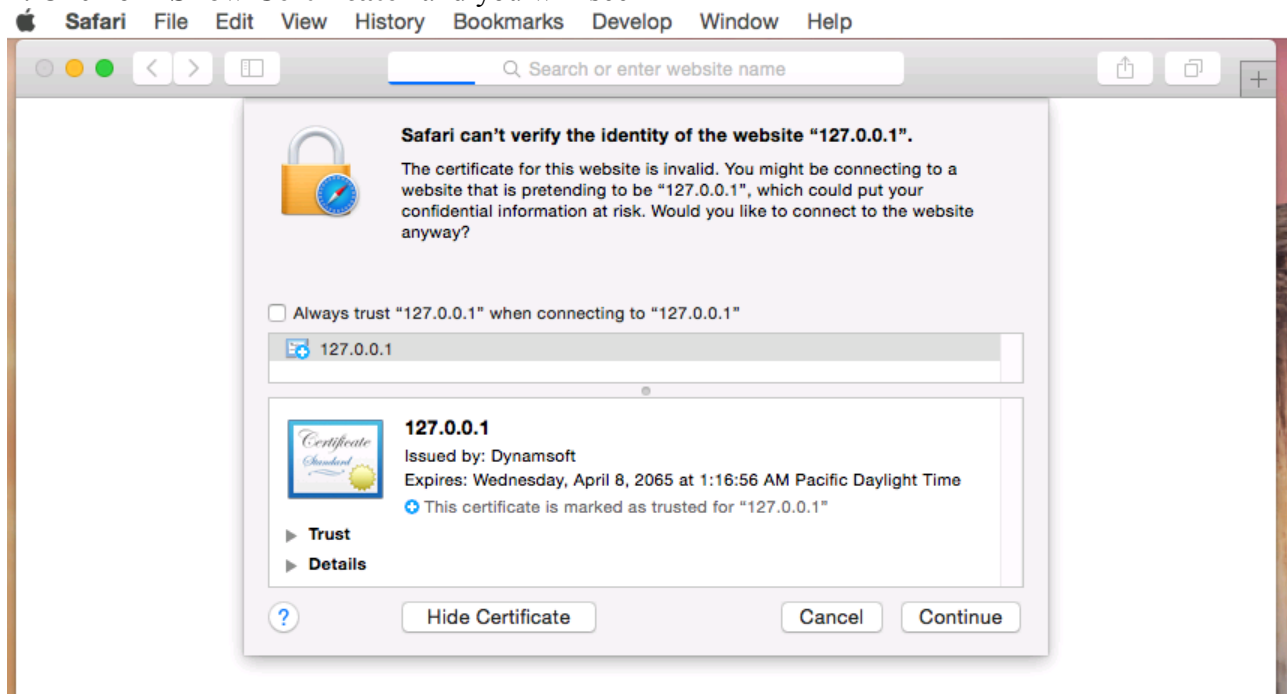 Safari File Edit View History Bookmarks Develop Window Help
Search or enter website name
Safari can't verify the identity of the website “127.0.0.1”.
The certificate for this website is invalid. You might be connecting to a
website that is pretending to be “127.0.0.1”, which could put your
confidential information at risk. Would you like to connect to the website
anyway?
Always trust “127.0.0.1” when connecting to “127.0.0.1”
127.0.0.1
Certificate
Standard
127.0.0.1
Issued by: Dynamsoft
Expires: Wednesday, April 8, 2065 at 1:16:56 AM Pacific Daylight Time
This certificate is marked as trusted for “127.0.0.1”
Trust
Details
?
Hide Certificate
Cancel
Continue